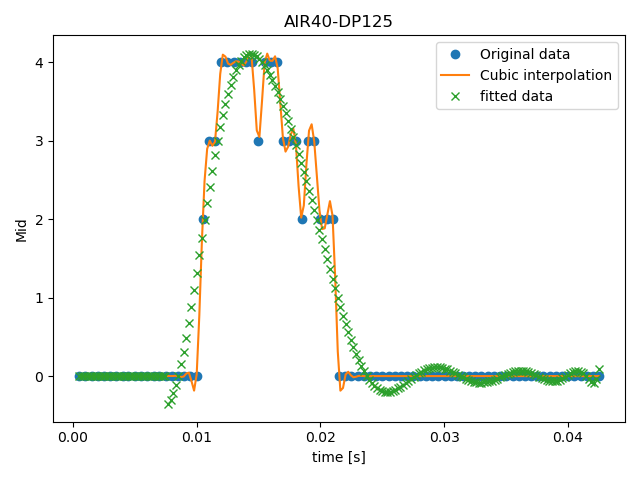 AIR40-DP125
Original data
Cubic interpolation
fitted data
4
3
2
1
0
Mid
0.00
0.01
0.02
0.03
0.04
time [s]